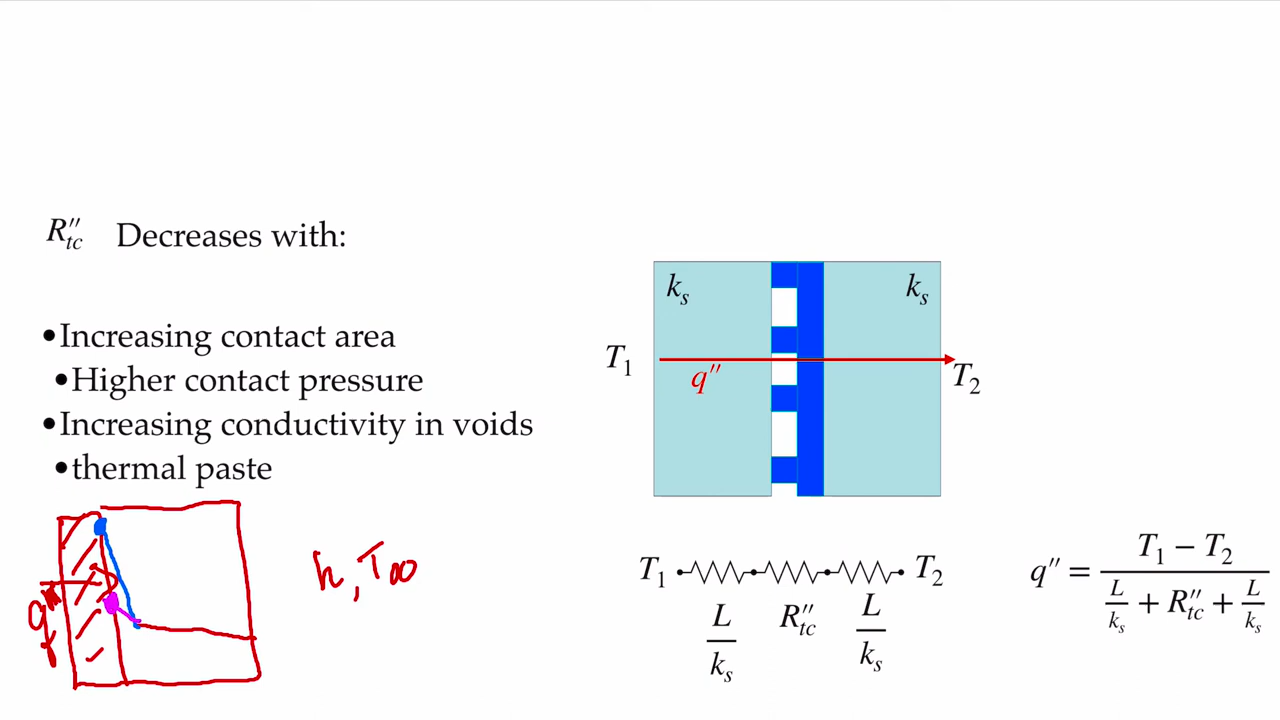 R″tc Decreases with:
•Increasing contact area
•Higher contact pressure
•Increasing conductivity in voids
•thermal paste
h, T∞
ks
ks
T1
q″
T2
T1
T2
L/ks
R″tc
L/ks
q″ = (T1 − T2) / (L/ks + R″tc + L/ks)